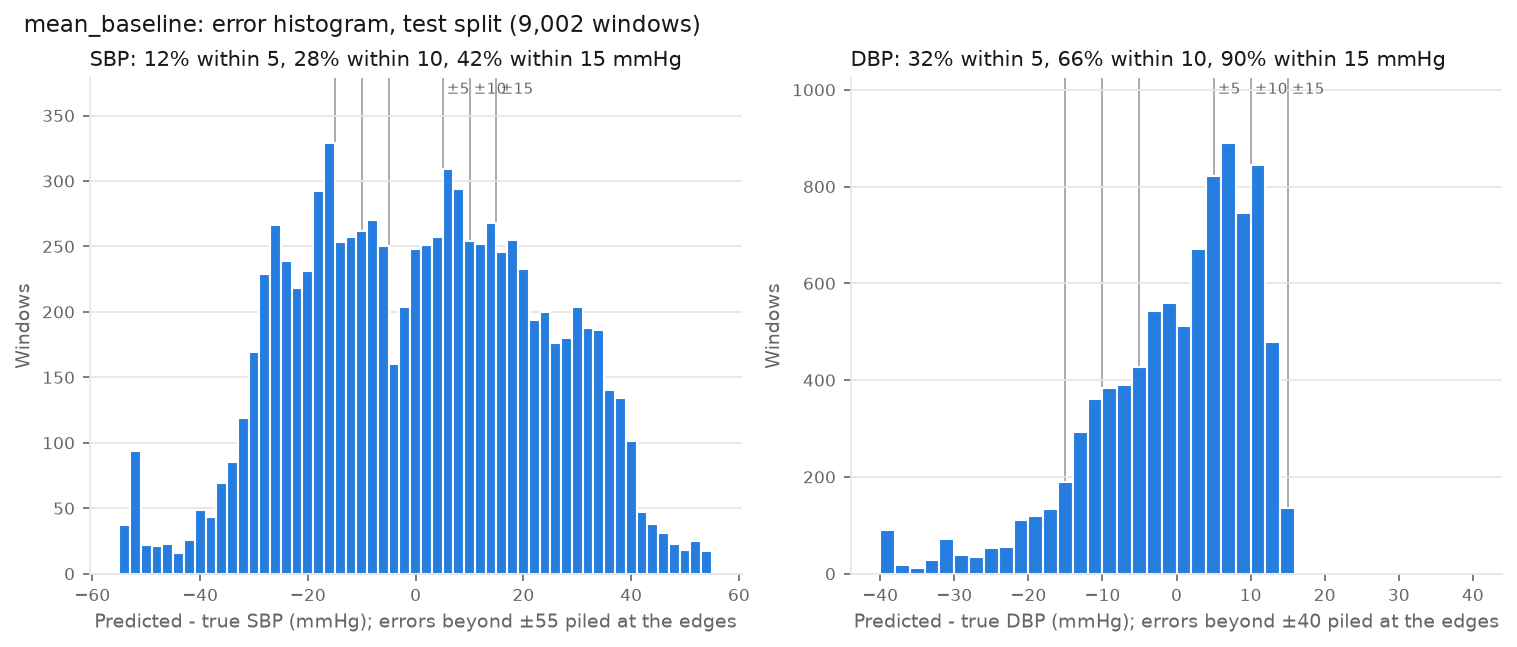 mean_baseline: error histogram, test split (9,002 windows)
SBP: 12% within 5, 28% within 10, 42% within 15 mmHg
±5 ±10 ±15
350
300
250
200
150
100
50
0
Windows
−60 −40 −20 0 20 40 60
Predicted - true SBP (mmHg); errors beyond ±55 piled at the edges
DBP: 32% within 5, 66% within 10, 90% within 15 mmHg
±5 ±10 ±15
1000
800
600
400
200
0
Windows
−40 −30 −20 −10 0 10 20 30 40
Predicted - true DBP (mmHg); errors beyond ±40 piled at the edges